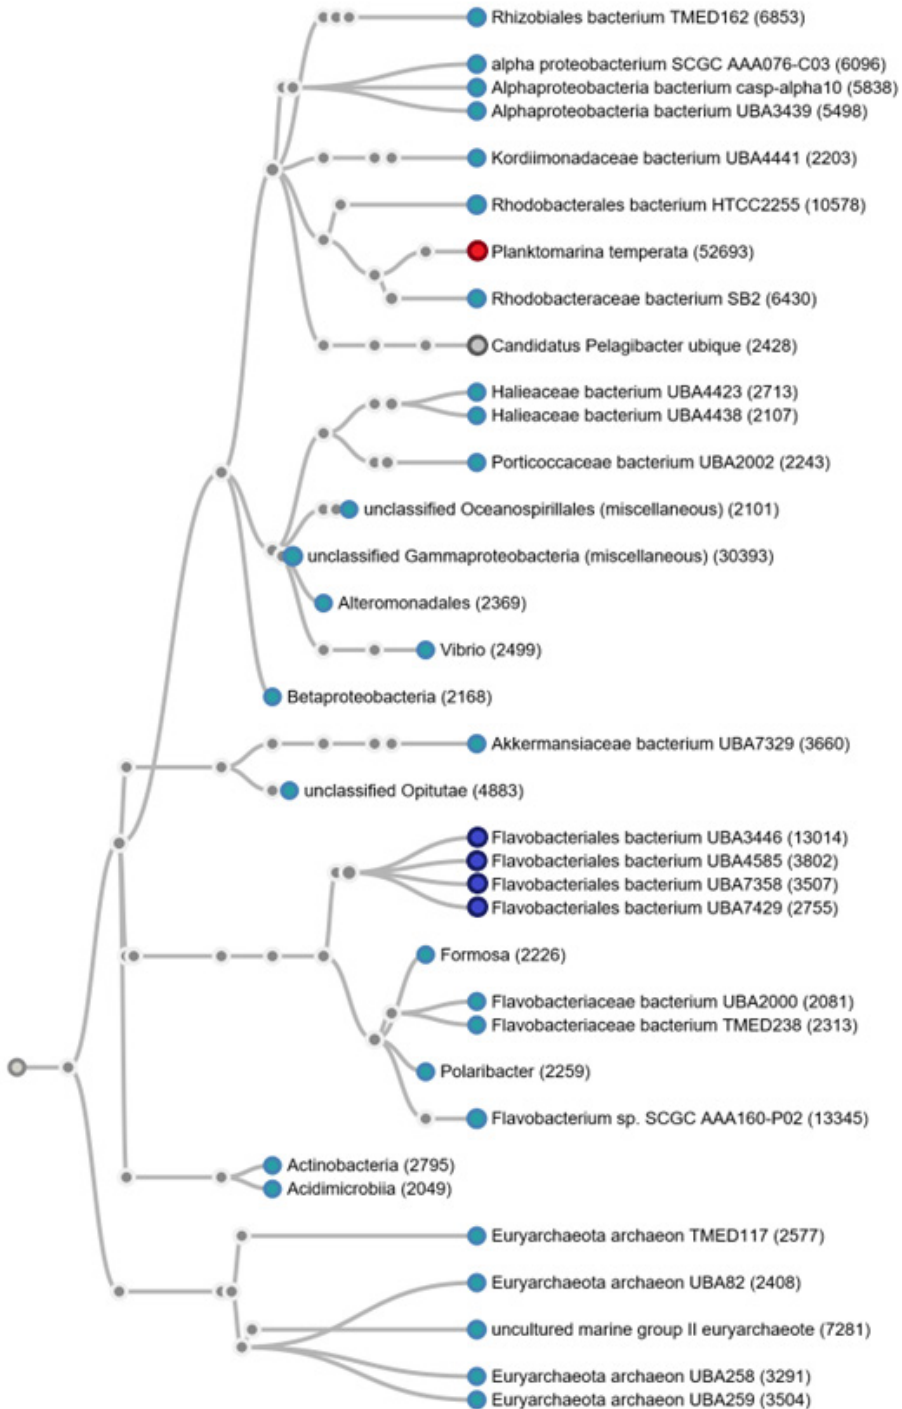 Rhizobiales bacterium TMED162 (6853)
alpha proteobacterium SCGC AAA076-C03 (6096)
Alphaproteobacteria bacterium casp-alpha10 (5838)
Alphaproteobacteria bacterium UBA3439 (5498)
Kordiimonadaceae bacterium UBA4441 (2203)
Rhodobacterales bacterium HTCC2255 (10578)
Planktomarina temperata (52693)
Rhodobacteraceae bacterium SB2 (6430)
Candidatus Pelagibacter ubique (2428)
Halieaceae bacterium UBA4423 (2713)
Halieaceae bacterium UBA4438 (2107)
Porticoccaceae bacterium UBA2002 (2243)
unclassified Oceanospirillales (miscellaneous) (2101)
unclassified Gammaproteobacteria (miscellaneous) (30393)
Alteromonadales (2369)
Vibrio (2499)
Betaproteobacteria (2168)
Akkermansiaceae bacterium UBA7329 (3660)
unclassified Opitutae (4883)
Flavobacteriales bacterium UBA3446 (13014)
Flavobacteriales bacterium UBA4585 (3802)
Flavobacteriales bacterium UBA7358 (3507)
Flavobacteriales bacterium UBA7429 (2755)
Formosa (2226)
Flavobacteriaceae bacterium UBA2000 (2081)
Flavobacteriaceae bacterium TMED238 (2313)
Polaribacter (2259)
Flavobacterium sp. SCGC AAA160-P02 (13345)
Actinobacteria (2795)
Acidimicrobiia (2049)
Euryarchaeota archaeon TMED117 (2577)
Euryarchaeota archaeon UBA82 (2408)
uncultured marine group II euryarchaeote (7281)
Euryarchaeota archaeon UBA258 (3291)
Euryarchaeota archaeon UBA259 (3504)